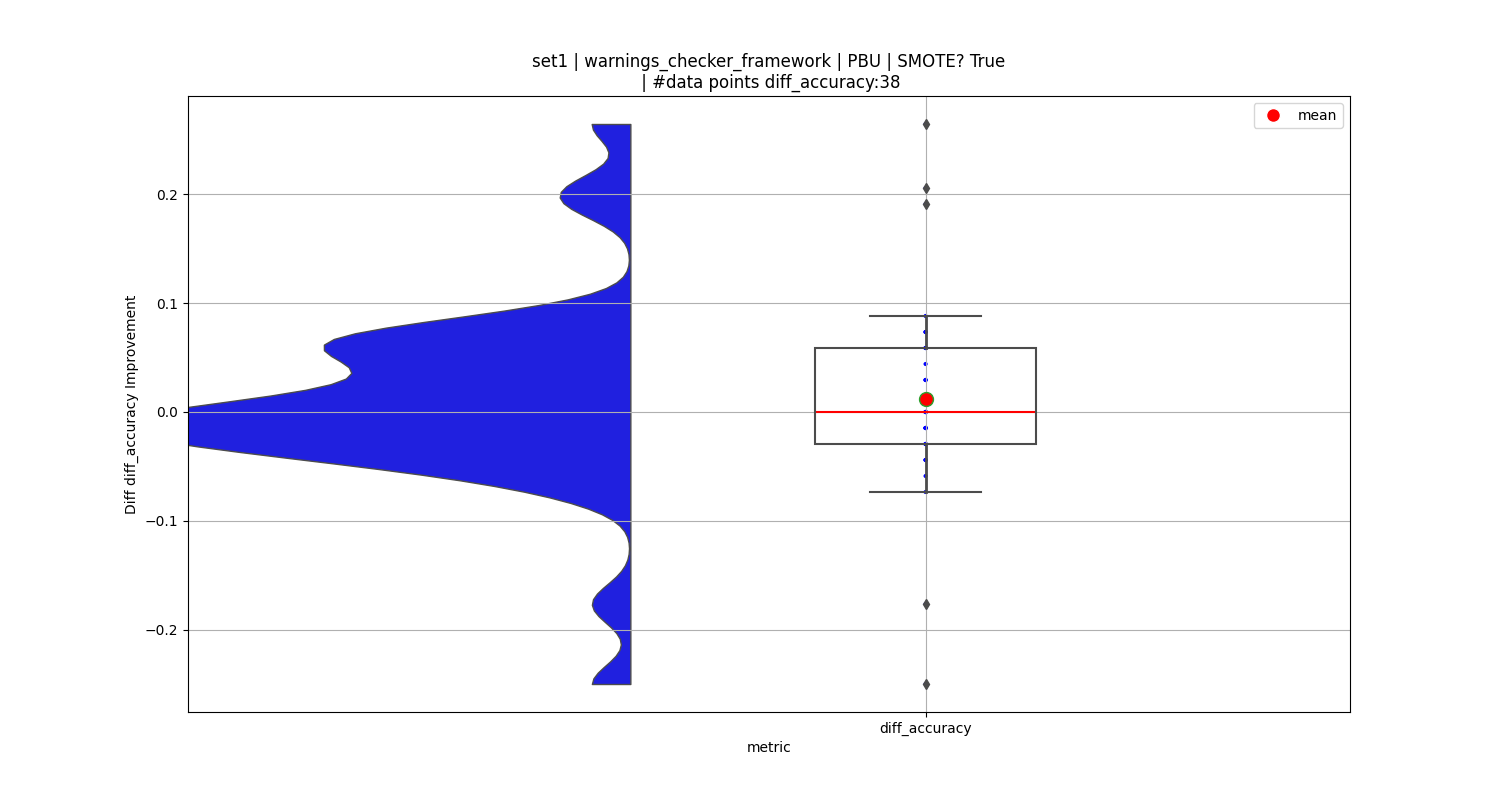 set1 | warnings_checker_framework | PBU | SMOTE? True
| #data points diff_accuracy:38
mean
0.2
0.1
0.0
−0.1
−0.2
Diff diff_accuracy Improvement
diff_accuracy
metric